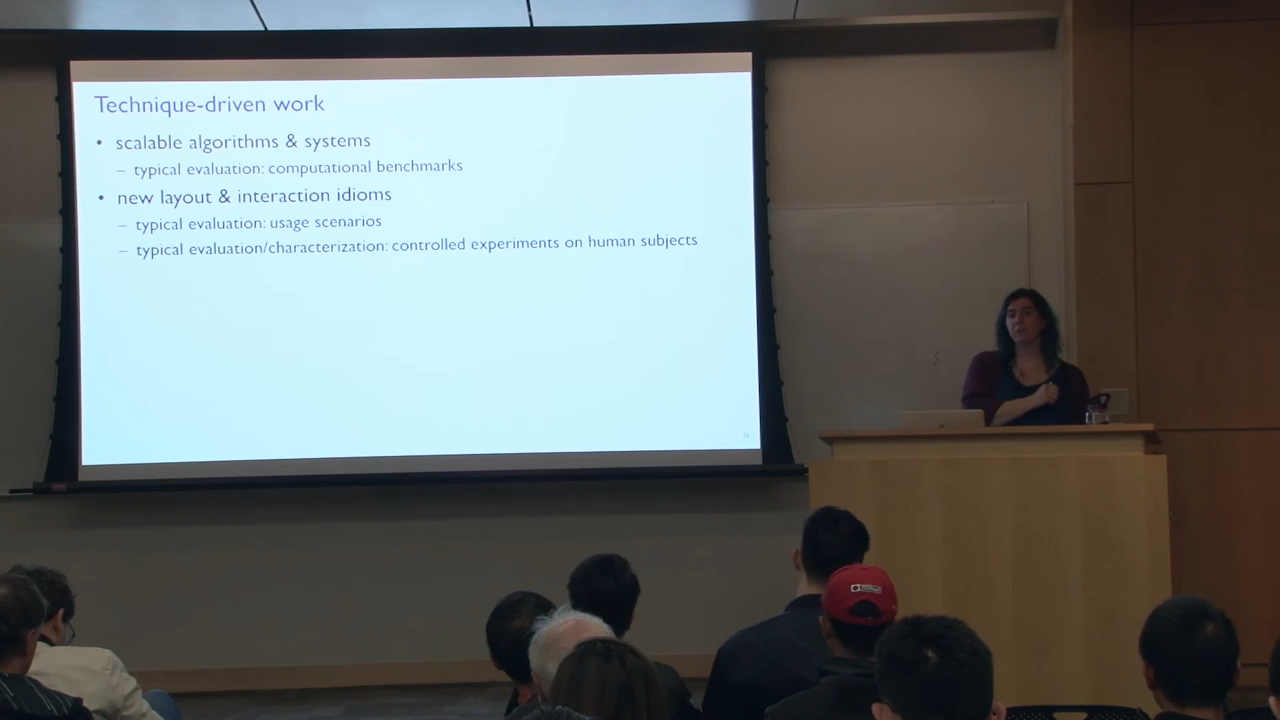 Technique-driven work
• scalable algorithms & systems
– typical evaluation: computational benchmarks
• new layout & interaction idioms
– typical evaluation: usage scenarios
– typical evaluation/characterization: controlled experiments on human subjects